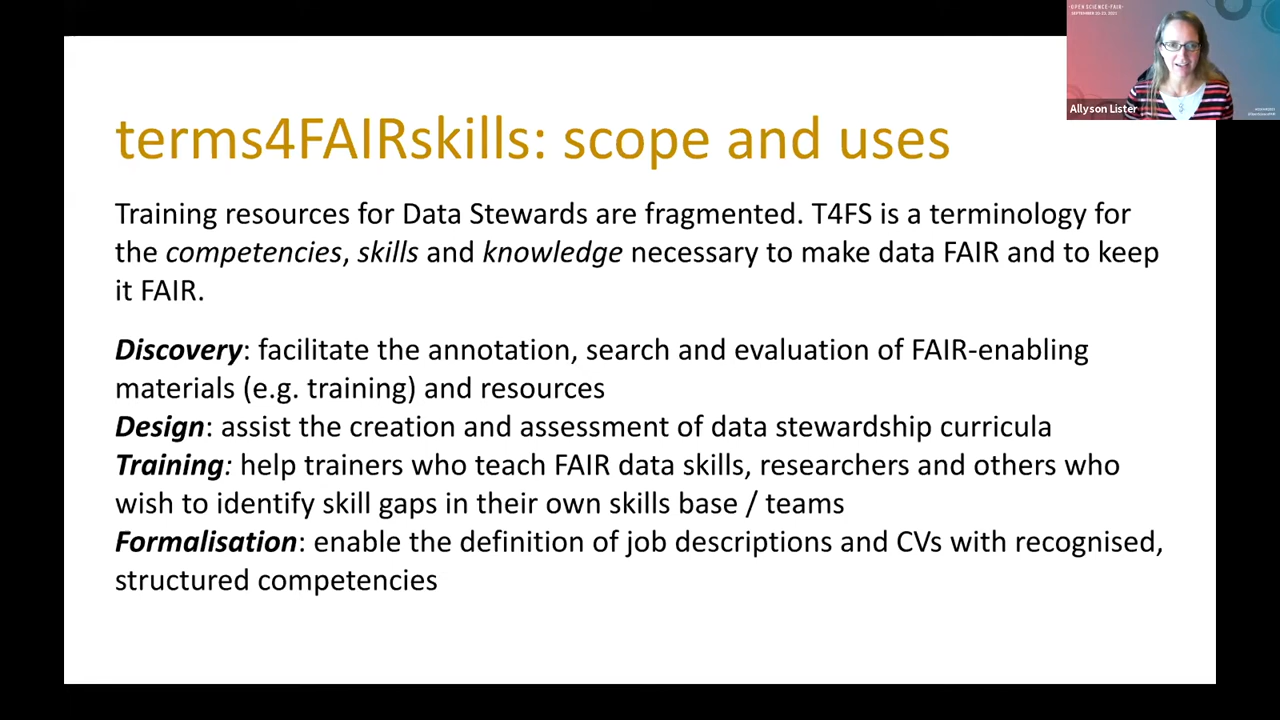 OPEN SCIENCE FAIR
Allyson Lister
terms4FAIRskills: scope and uses
Training resources for Data Stewards are fragmented. T4FS is a terminology for
the competencies, skills and knowledge necessary to make data FAIR and to keep
it FAIR.
Discovery: facilitate the annotation, search and evaluation of FAIR-enabling
materials (e.g. training) and resources
Design: assist the creation and assessment of data stewardship curricula
Training: help trainers who teach FAIR data skills, researchers and others who
wish to identify skill gaps in their own skills base / teams
Formalisation: enable the definition of job descriptions and CVs with recognised,
structured competencies